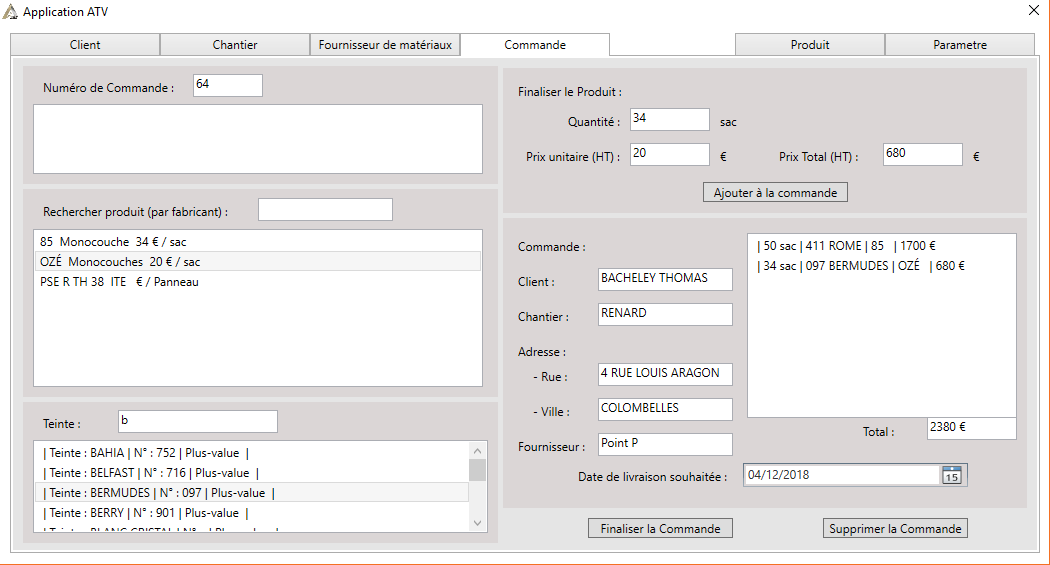 Application ATV
Client
Chantier
Fournisseur de matériaux
Commande
Produit
Parametre
Numéro de Commande :
64
Rechercher produit (par fabricant) :
85 Monocouche 34 € / sac
OZÉ Monocouches 20 € / sac
PSE R TH 38 ITE € / Panneau
Teinte :
b
| Teinte : BAHIA | N° : 752 | Plus-value |
| Teinte : BELFAST | N° : 716 | Plus-value |
| Teinte : BERMUDES | N° : 097 | Plus-value |
| Teinte : BERRY | N° : 901 | Plus-value |
| Teinte : BLANC CRISTAL | N° : | Plus-value |
Finaliser le Produit :
Quantité :
34
sac
Prix unitaire (HT) :
20
€
Prix Total (HT) :
680
€
Ajouter à la commande
Commande :
Client :
BACHELEY THOMAS
Chantier :
RENARD
Adresse :
- Rue :
4 RUE LOUIS ARAGON
- Ville :
COLOMBELLES
Fournisseur :
Point P
| 50 sac | 411 ROME | 85 | 1700 €
| 34 sac | 097 BERMUDES | OZÉ | 680 €
Total :
2380 €
Date de livraison souhaitée :
04/12/2018
15
Finaliser la Commande
Supprimer la Commande